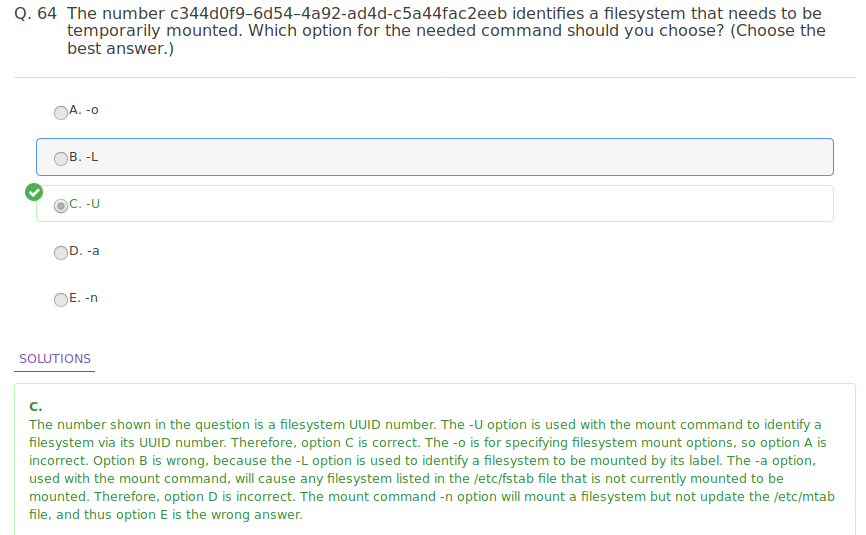 Q. 64 The number c344d0f9–6d54–4a92-ad4d-c5a44fac2eeb identifies a filesystem that needs to be
temporarily mounted. Which option for the needed command should you choose? (Choose the
best answer.)
A. -o
B. -L
C. -U
D. -a
E. -n
SOLUTIONS
C.
The number shown in the question is a filesystem UUID number. The -U option is used with the mount command to identify a
filesystem via its UUID number. Therefore, option C is correct. The -o is for specifying filesystem mount options, so option A is
incorrect. Option B is wrong, because the -L option is used to identify a filesystem to be mounted by its label. The -a option,
used with the mount command, will cause any filesystem listed in the /etc/fstab file that is not currently mounted to be
mounted. Therefore, option D is incorrect. The mount command -n option will mount a filesystem but not update the /etc/mtab
file, and thus option E is the wrong answer.